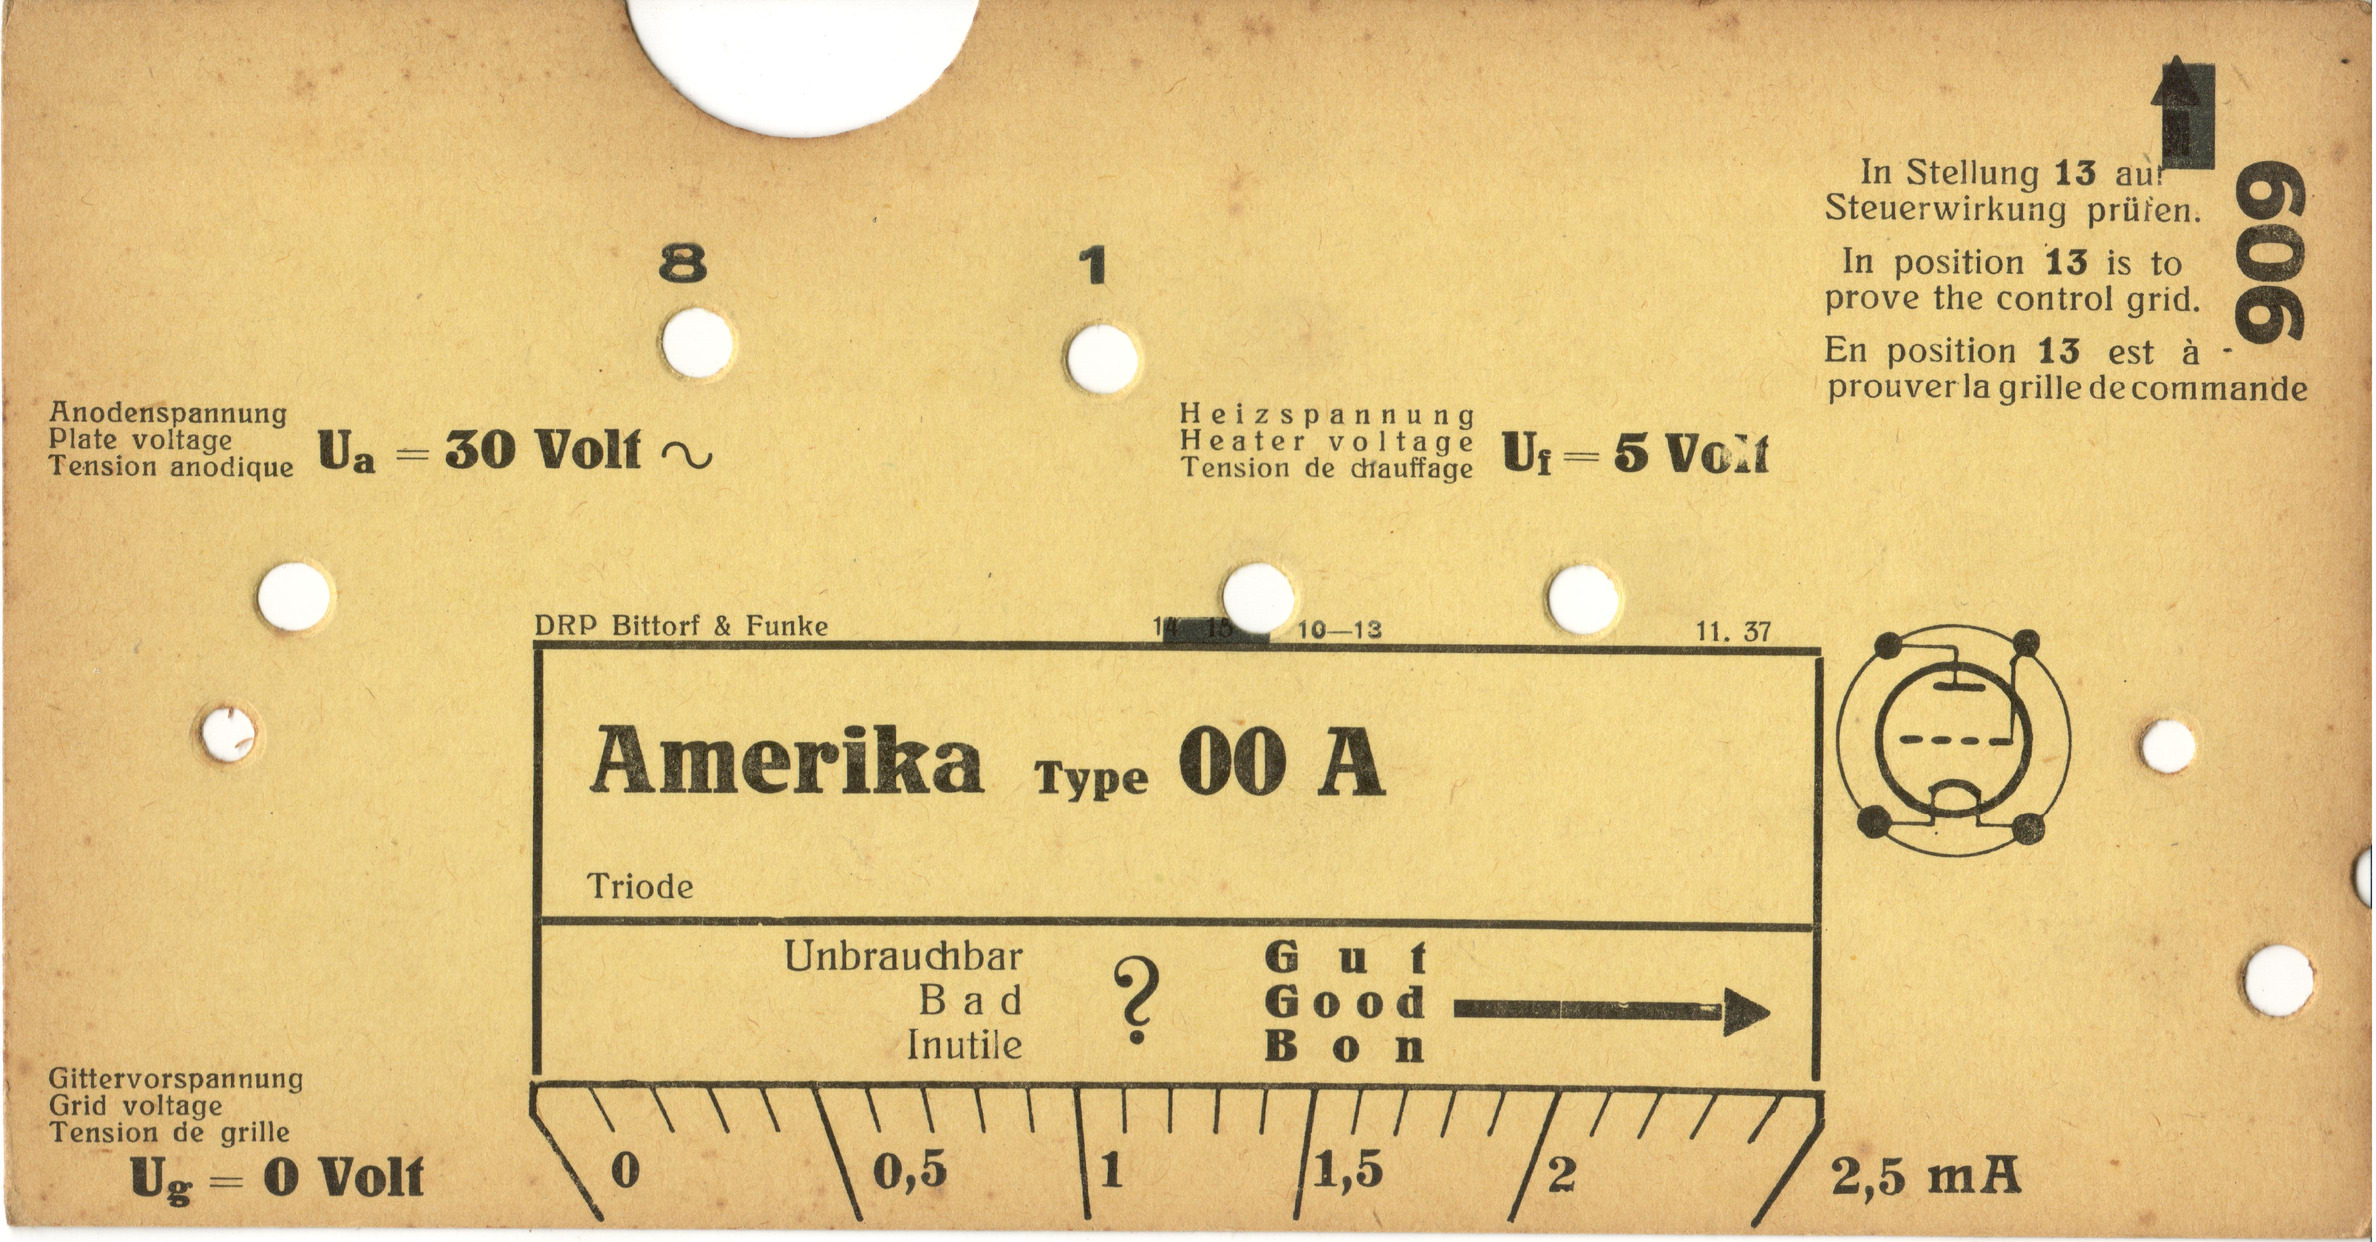 In Stellung 13 auf
Steuerwirkung prüfen.
In position 13 is to
prove the control grid.
En position 13 est à -
prouver la grille de commande
909
8
1
Anodenspannung
Plate voltage
Tension anodique
Ua = 30 Volt ~
Heizspannung
Heater voltage
Tension de chauffage
Uf = 5 Volt
DRP Bittorf & Funke
14 15
10—13
11. 37
Amerika Type 00 A
Triode
Unbrauchbar
Bad
Inutile
?
Gut
Good
Bon
Gittervorspannung
Grid voltage
Tension de grille
Ug = 0 Volt
0 0,5 1 1,5 2 2,5 mA